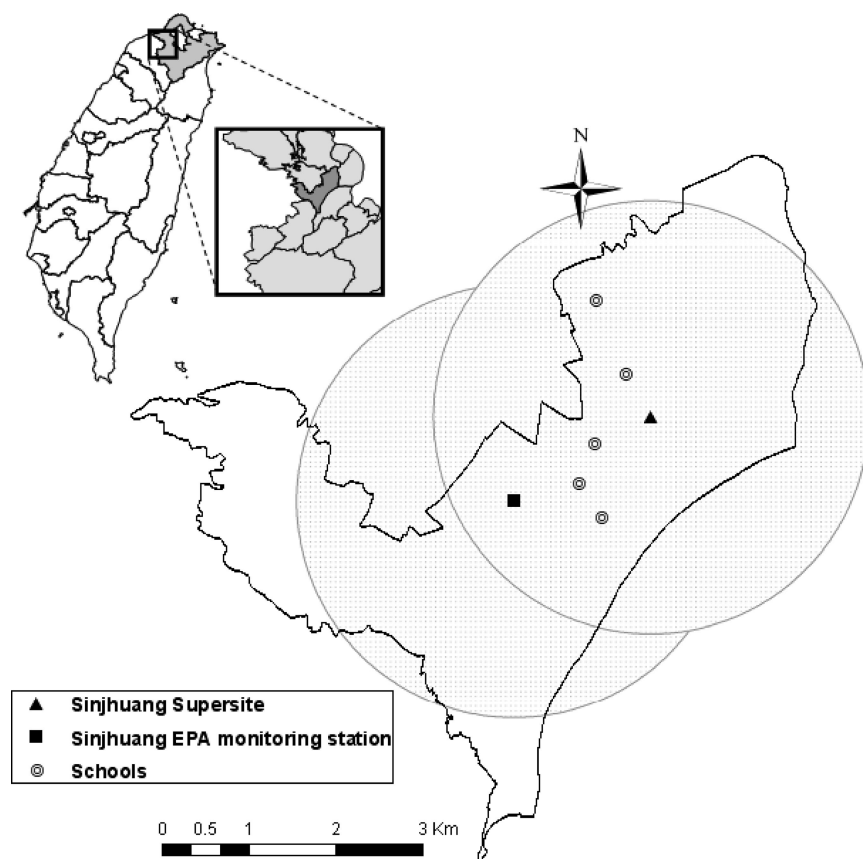 N
Sinjhuang Supersite
Sinjhuang EPA monitoring station
Schools
0 0.5 1 2 3 Km